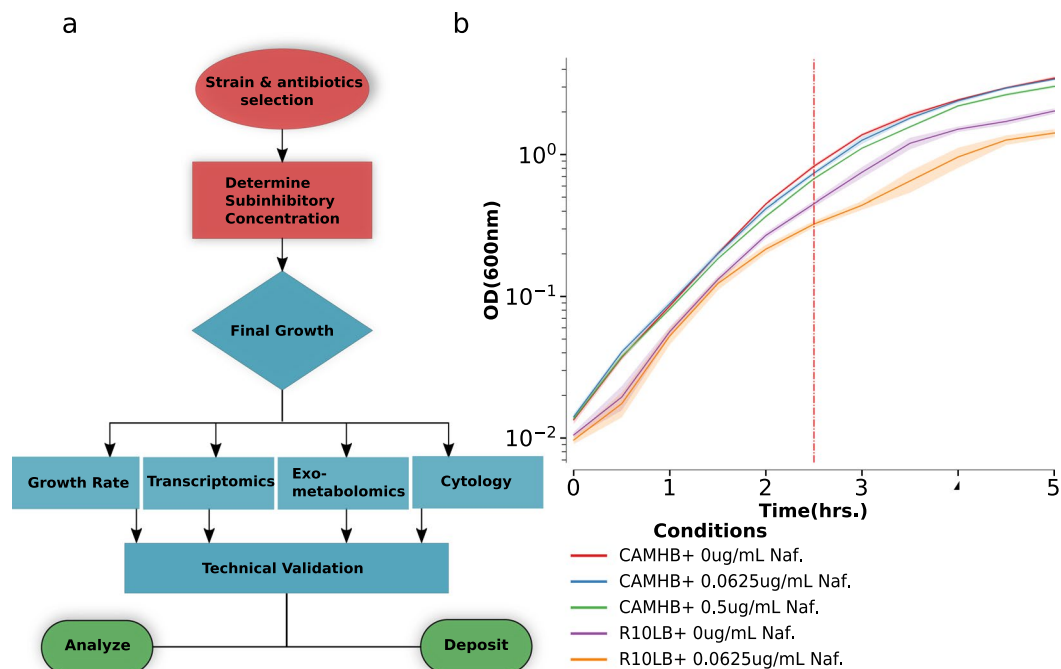 a
Strain & antibiotics
selection
Determine
Subinhibitory
Concentration
Final Growth
Growth Rate
Transcriptomics
Exo-
metabolomics
Cytology
Technical Validation
Analyze
Deposit
b
OD(600nm)
10⁰
10⁻¹
10⁻²
0 1 2 3 4 5
Time(hrs.)
Conditions
CAMHB+ 0ug/mL Naf.
CAMHB+ 0.0625ug/mL Naf.
CAMHB+ 0.5ug/mL Naf.
R10LB+ 0ug/mL Naf.
R10LB+ 0.0625ug/mL Naf.